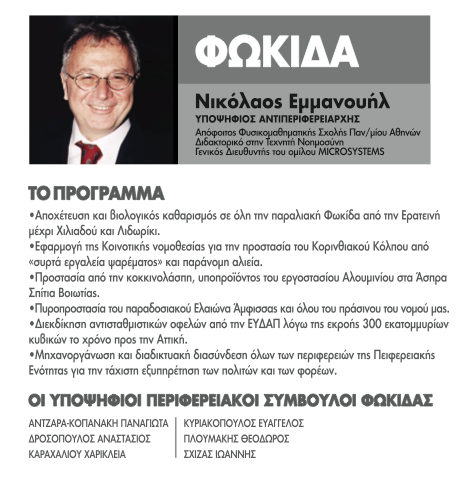 ΦΩΚΙΔΑ
Νικόλαος Εμμανουήλ
ΥΠΟΨΗΦΙΟΣ ΑΝΤΙΠΕΡΙΦΕΡΕΙΑΡΧΗΣ
Απόφοιτος Φυσικομαθηματικής Σχολής Παν/μίου Αθηνών
Διδακτορικό στην Τεχνητή Νοημοσύνη
Γενικός Διευθυντής του ομίλου MICROSYSTEMS
ΤΟ ΠΡΟΓΡΑΜΜΑ
•Αποχέτευση και βιολογικός καθαρισμός σε όλη την παραλιακή Φωκίδα από την Ερατεινή
μέχρι Χιλιαδού και Λιδωρίκι.
•Εφαρμογή της Κοινοτικής νομοθεσίας για την προστασία του Κορινθιακού Κόλπου από
«συρτά εργαλεία ψαρέματος» και παράνομη αλιεία.
•Προστασία από την κοκκινολάσπη, υποπροϊόντος του εργοστασίου Αλουμινίου στα Άσπρα
Σπίτια Βοιωτίας.
•Πυροπροστασία του παραδοσιακού Ελαιώνα Άμφισσας και όλου του πράσινου του νομού μας.
•Διεκδίκηση αντισταθμιστικών οφελών από την ΕΥΔΑΠ λόγω της εκροής 300 εκατομμυρίων
κυβικών το χρόνο προς την Αττική.
•Μηχανοργάνωση και διαδικτυακή διασύνδεση όλων των περιφερειών της Πειφερειακής
Ενότητας για την τάχιστη εξυπηρέτηση των πολιτών και των φορέων.
ΟΙ ΥΠΟΨΗΦΙΟΙ ΠΕΡΙΦΕΡΕΙΑΚΟΙ ΣΥΜΒΟΥΛΟΙ ΦΩΚΙΔΑΣ
ΑΝΤΖΑΡΑ-ΚΟΠΑΝΑΚΗ ΠΑΝΑΓΙΩΤΑ
ΔΡΟΣΟΠΟΥΛΟΣ ΑΝΑΣΤΑΣΙΟΣ
ΚΑΡΑΧΑΛΙΟΥ ΧΑΡΙΚΛΕΙΑ
ΚΥΡΙΑΚΟΠΟΥΛΟΣ ΕΥΑΓΓΕΛΟΣ
ΠΛΟΥΜΑΚΗΣ ΘΕΟΔΩΡΟΣ
ΣΧΙΖΑΣ ΙΩΑΝΝΗΣ